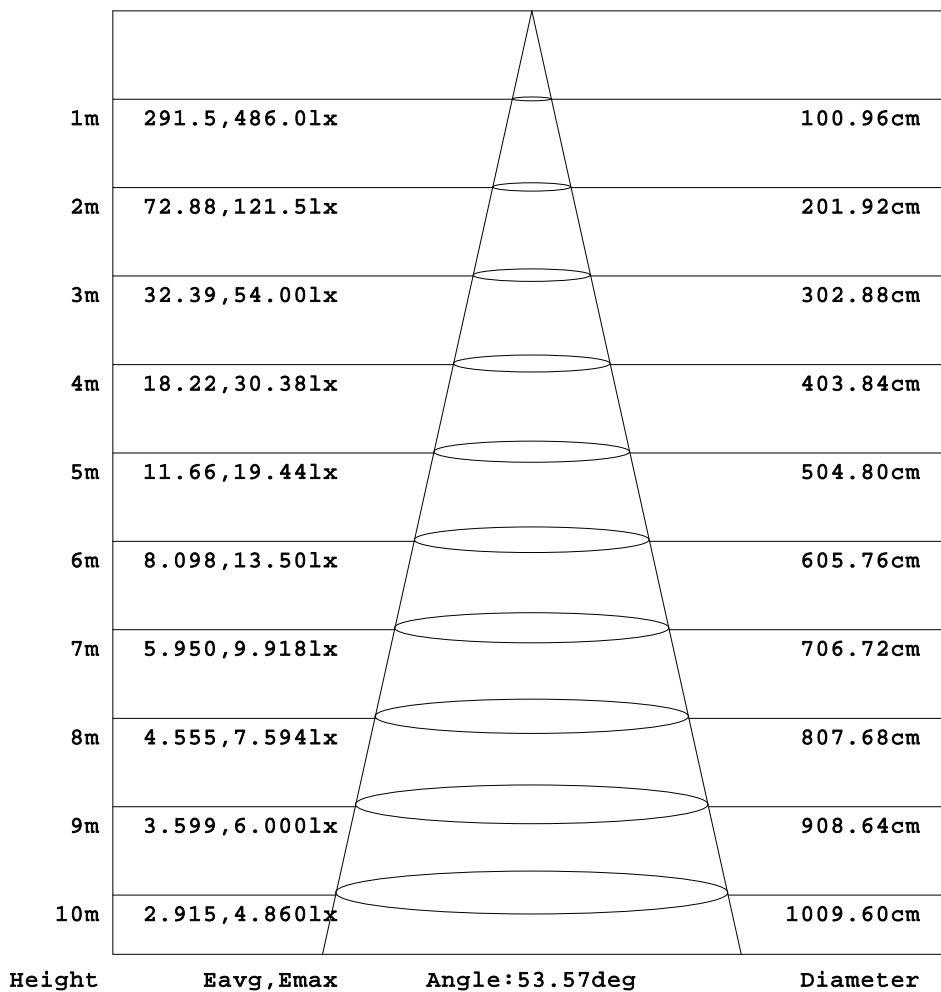 1m 291.5,486.0lx 100.96cm
2m 72.88,121.5lx 201.92cm
3m 32.39,54.00lx 302.88cm
4m 18.22,30.38lx 403.84cm
5m 11.66,19.44lx 504.80cm
6m 8.098,13.50lx 605.76cm
7m 5.950,9.918lx 706.72cm
8m 4.555,7.594lx 807.68cm
9m 3.599,6.000lx 908.64cm
10m 2.915,4.860lx 1009.60cm
Height Eavg,Emax Angle:53.57deg Diameter